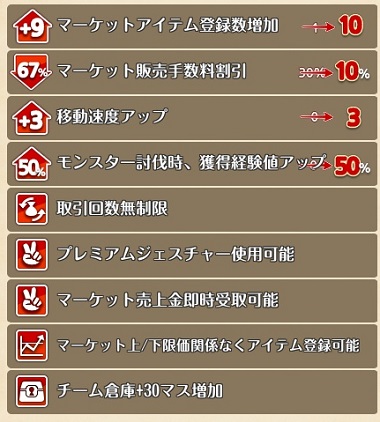 +9 マーケットアイテム登録数増加 1→10
67% マーケット販売手数料割引 30%→10%
+3 移動速度アップ 0→3
50% モンスター討伐時、獲得経験値アップ →50%
取引回数無制限
プレミアムジェスチャー使用可能
マーケット売上金即時受取可能
マーケット上/下限価関係なくアイテム登録可能
チーム倉庫+30マス増加